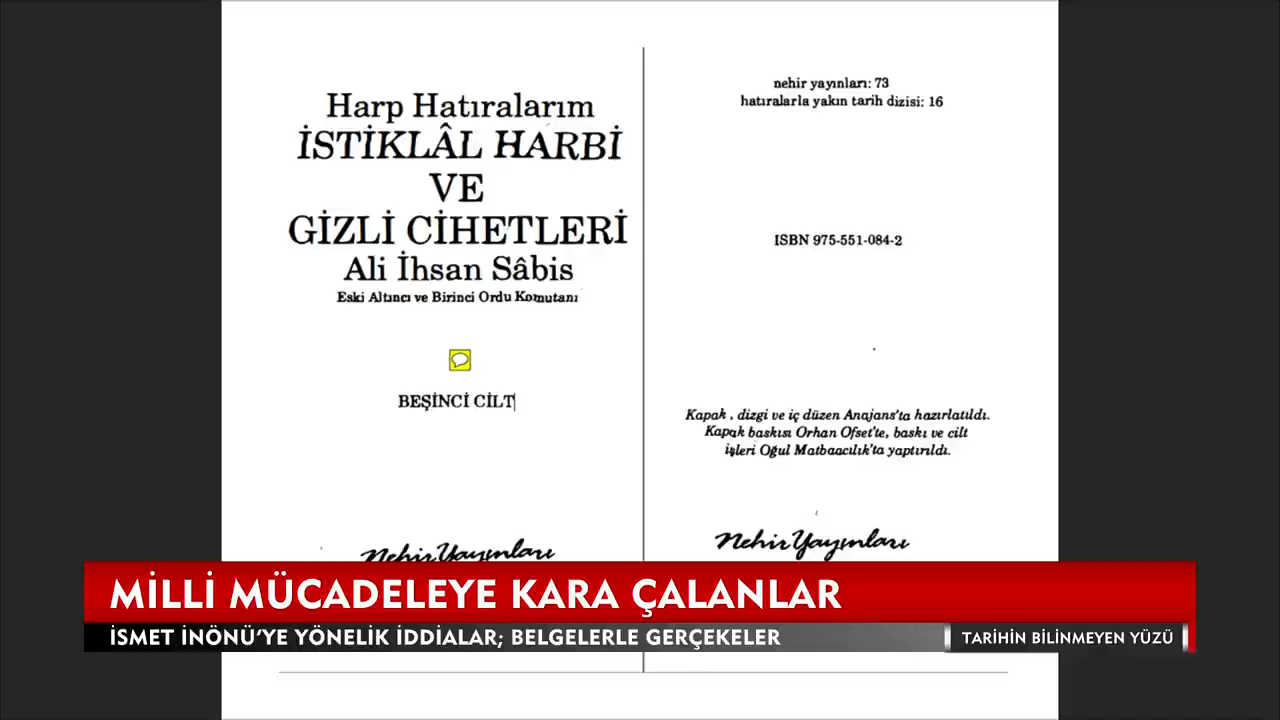 Harp Hatıralarım
İSTİKLÂL HARBİ
VE
GİZLİ CİHETLERİ
Ali İhsan Sâbis
Eski Altıncı ve Birinci Ordu Komutanı
BEŞİNCİ CİLT
Nehir Yayınları
nehir yayınları: 73
hatıralarla yakın tarih dizisi: 16
ISBN 975-551-084-2
Kapak , dizgi ve iç düzen Anajans'ta hazırlatıldı.
Kapak baskısı Orhan Ofset'te, baskı ve cilt
işleri Oğul Matbaacılık'ta yaptırıldı.
Nehir Yayınları
MİLLİ MÜCADELEYE KARA ÇALANLAR
İSMET İNÖNÜ'YE YÖNELİK İDDİALAR; BELGELERLE GERÇEKELER
TARİHİN BİLİNMEYEN YÜZÜ